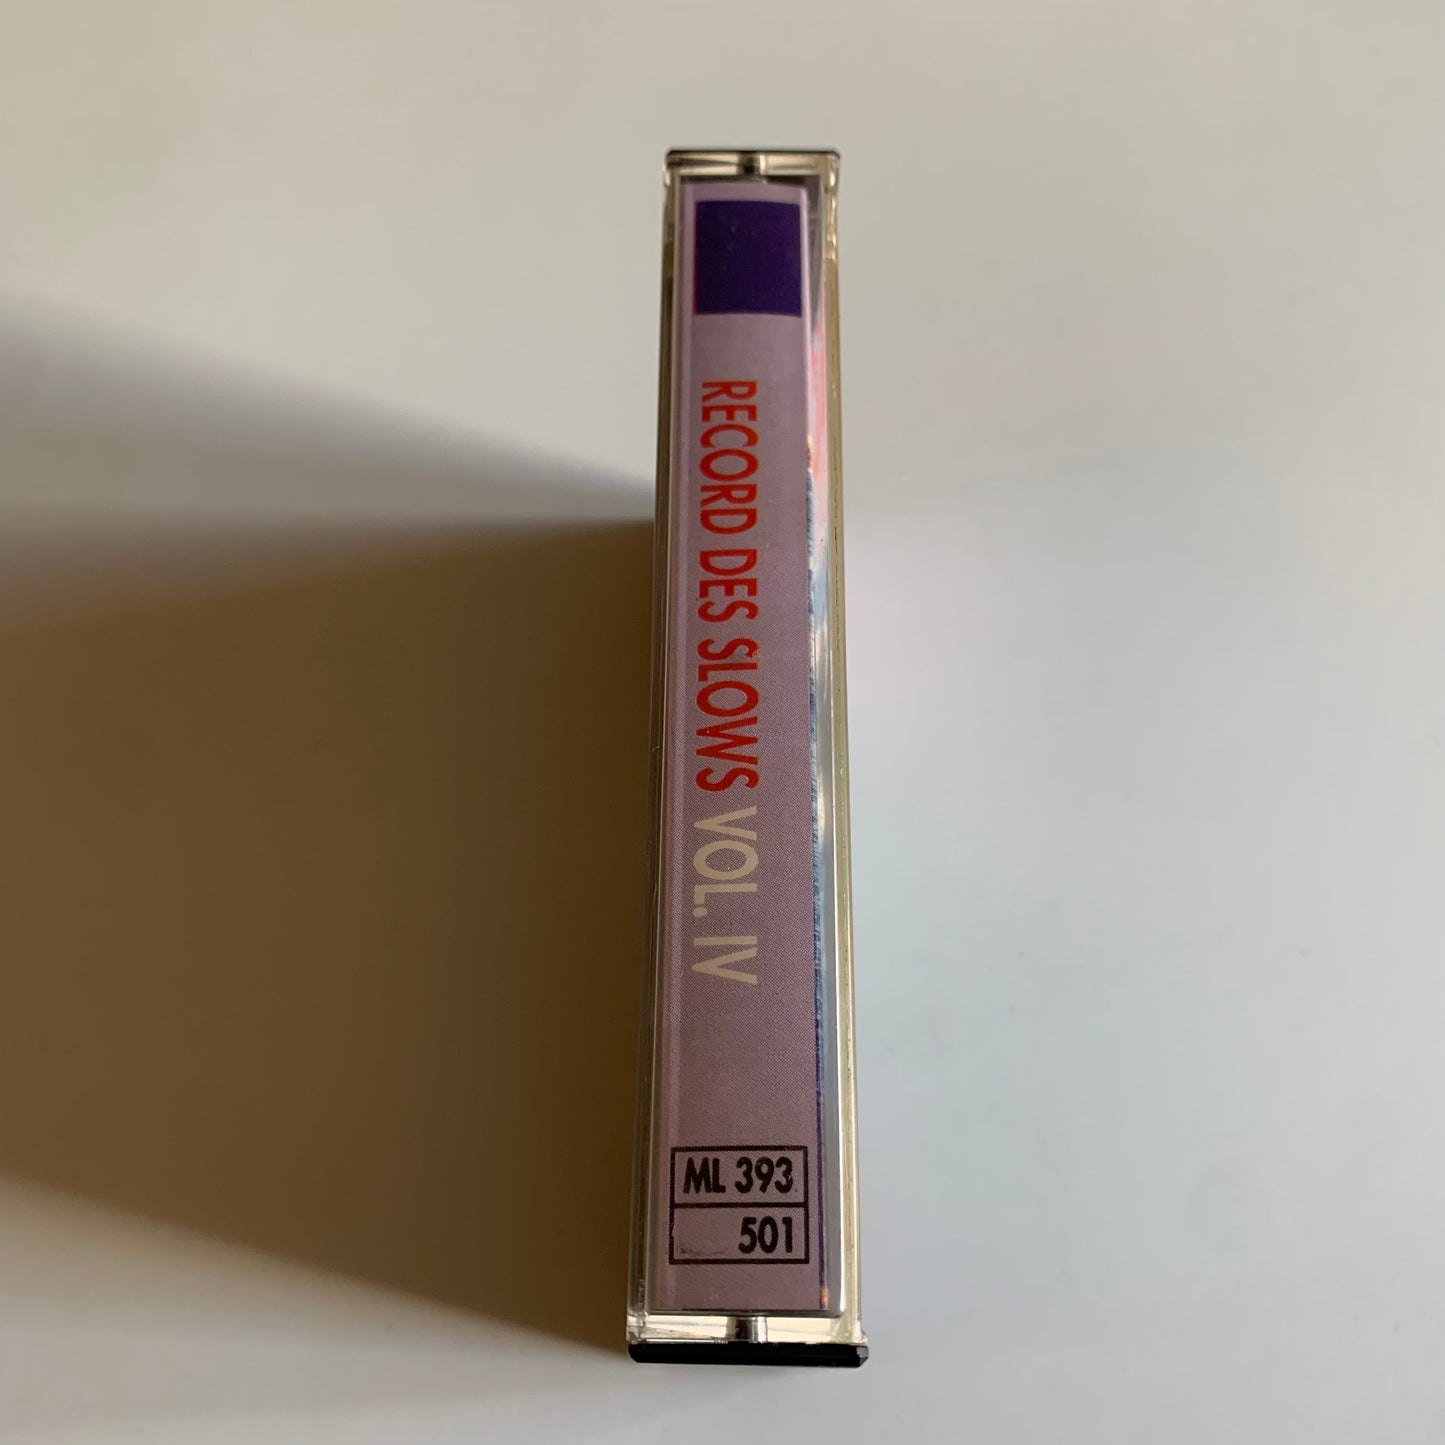 RECORD DES SLOWS VOL. IV
ML 393
501